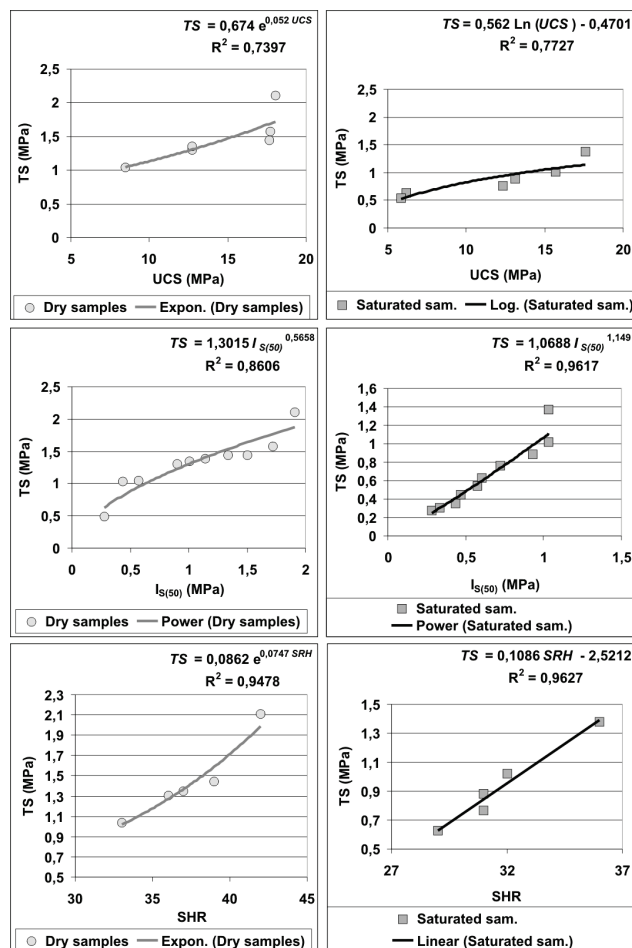 TS = 0,674 e^0,052 UCS
R² = 0,7397
2,5
2
1,5
1
0,5
0
5 10 15 20
TS (MPa)
UCS (MPa)
Dry samples Expon. (Dry samples)
TS = 0,562 Ln (UCS ) - 0,4701
R² = 0,7727
2,5
2
1,5
1
0,5
0
5 10 15 20
TS (MPa)
UCS (MPa)
Saturated sam. Log. (Saturated sam.)
TS = 1,3015 I S(50)^0,5658
R² = 0,8606
2,5
2
1,5
1
0,5
0
0 0,5 1 1,5 2
TS (MPa)
I_S(50) (MPa)
Dry samples Power (Dry samples)
TS = 1,0688 I S(50)^1,149
R² = 0,9617
1,6
1,4
1,2
1
0,8
0,6
0,4
0,2
0
0 0,5 1 1,5
TS (MPa)
I_S(50) (MPa)
Saturated sam.
Power (Saturated sam.)
TS = 0,0862 e^0,0747 SRH
R² = 0,9478
2,3
2,1
1,9
1,7
1,5
1,3
1,1
0,9
0,7
0,5
30 35 40 45
TS (MPa)
SHR
Dry samples Expon. (Dry samples)
TS = 0,1086 SRH - 2,5212
R² = 0,9627
1,5
1,3
1,1
0,9
0,7
0,5
27 32 37
TS (MPa)
SHR
Saturated sam.
Linear (Saturated sam.)